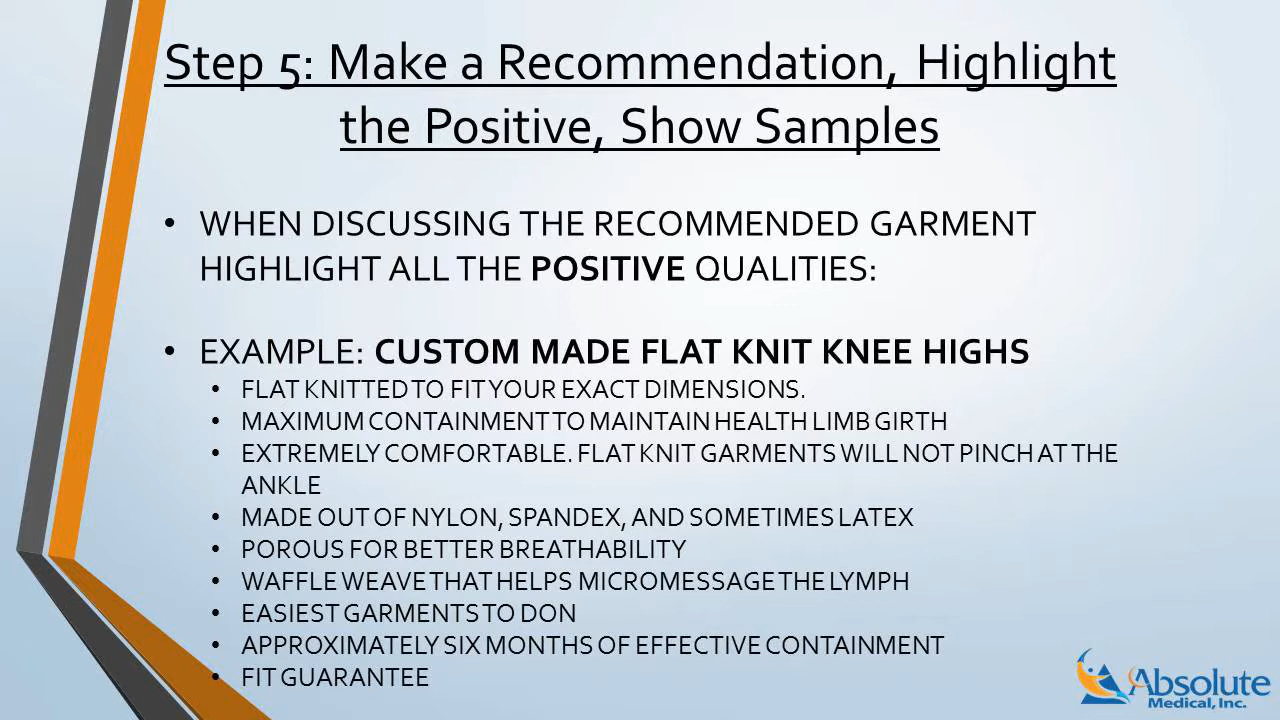 Step 5: Make a Recommendation, Highlight
the Positive, Show Samples
• WHEN DISCUSSING THE RECOMMENDED GARMENT
HIGHLIGHT ALL THE POSITIVE QUALITIES:
• EXAMPLE: CUSTOM MADE FLAT KNIT KNEE HIGHS
• FLAT KNITTED TO FIT YOUR EXACT DIMENSIONS.
• MAXIMUM CONTAINMENT TO MAINTAIN HEALTH LIMB GIRTH
• EXTREMELY COMFORTABLE. FLAT KNIT GARMENTS WILL NOT PINCH AT THE
ANKLE
• MADE OUT OF NYLON, SPANDEX, AND SOMETIMES LATEX
• POROUS FOR BETTER BREATHABILITY
• WAFFLE WEAVE THAT HELPS MICROMESSAGE THE LYMPH
• EASIEST GARMENTS TO DON
• APPROXIMATELY SIX MONTHS OF EFFECTIVE CONTAINMENT
• FIT GUARANTEE
Absolute
Medical, Inc.